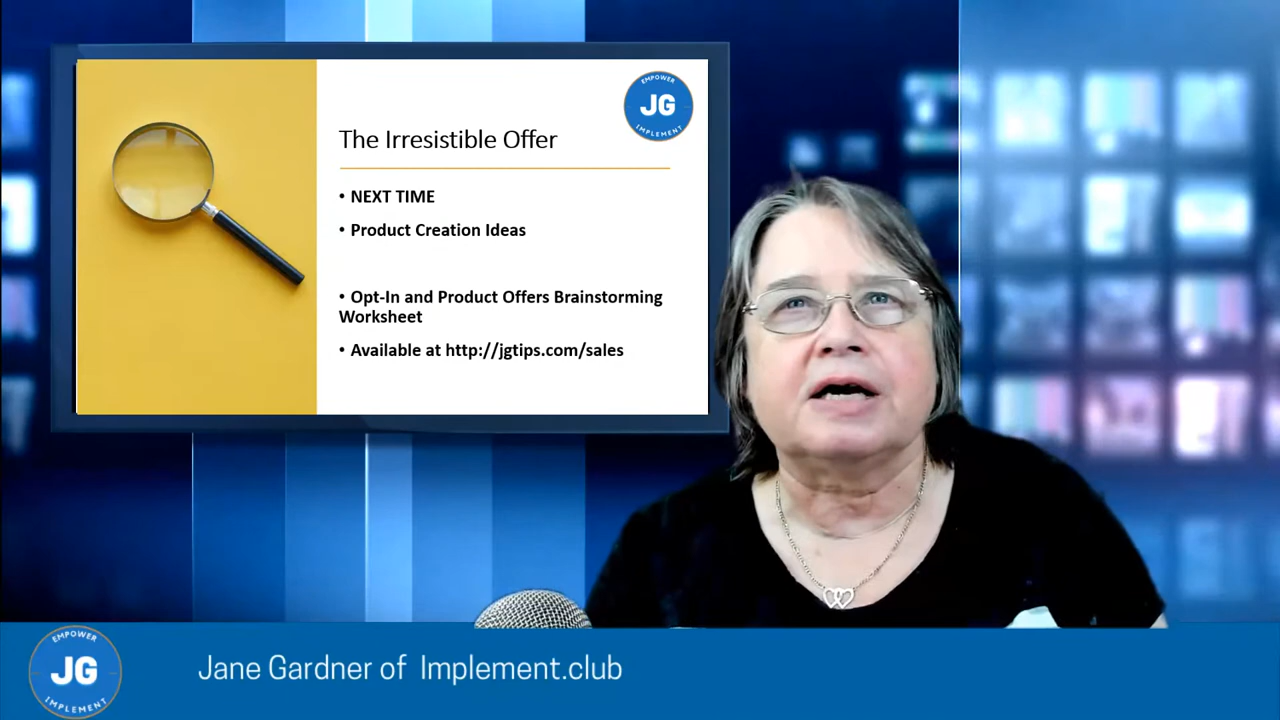 EMPOWER
JG
IMPLEMENT
The Irresistible Offer
• NEXT TIME
• Product Creation Ideas
• Opt-In and Product Offers Brainstorming
Worksheet
• Available at http://jgtips.com/sales
EMPOWER
JG
IMPLEMENT
Jane Gardner of Implement.club